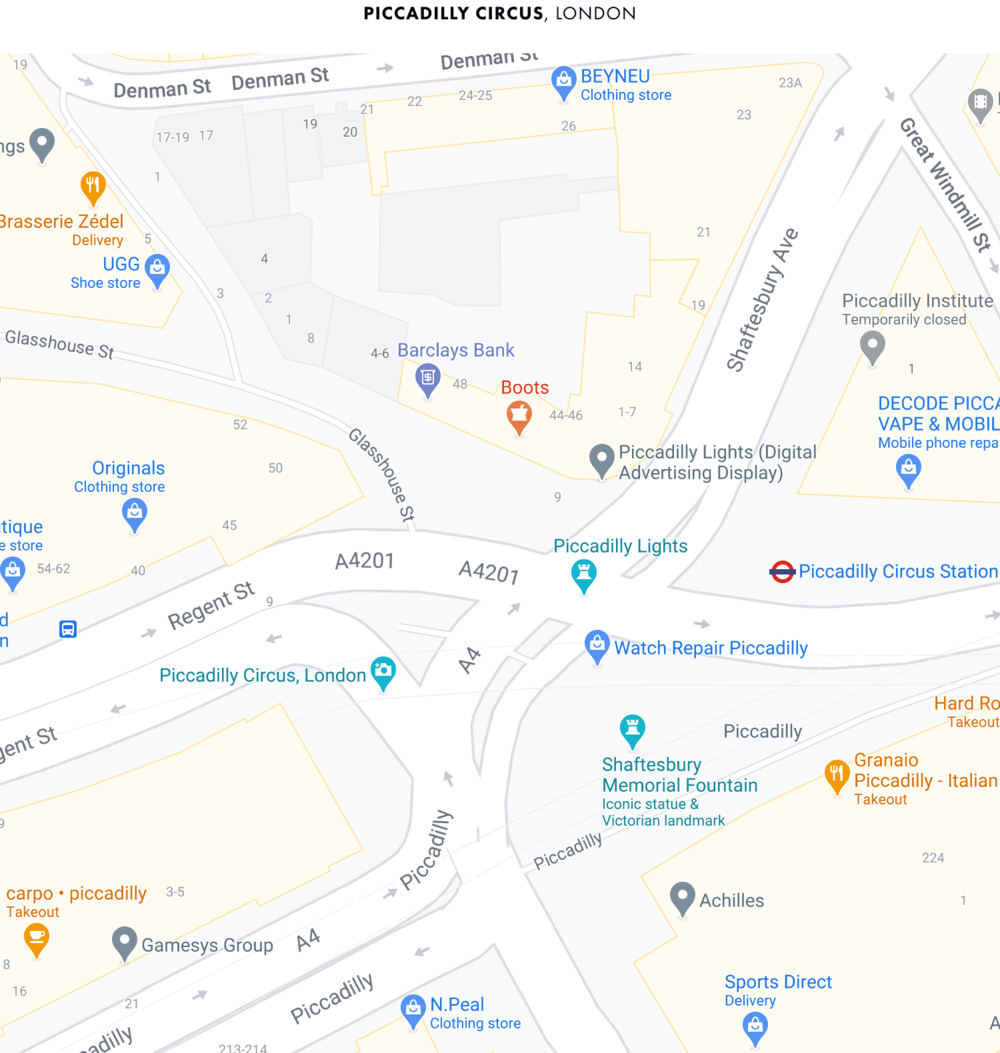 PICCADILLY CIRCUS, LONDON
19
Denman St
Denman St
Denman St
BEYNEU
Clothing store
23A
24-25
22
21
26
23
17-19
17
19
20
ngs
1
Brasserie Zédel
Delivery
5
UGG
Shoe store
Great Windmill St
21
4
2
3
1
8
19
Shaftesbury Ave
Piccadilly Institute
Temporarily closed
Glasshouse St
4-6
Barclays Bank
48
Boots
44-46
14
1-7
1
DECODE PICCA
VAPE & MOBIL
Mobile phone repa
52
Glasshouse St
50
Originals
Clothing store
Piccadilly Lights (Digital
Advertising Display)
9
45
tique
e store
54-62
40
A4201
A4201
Piccadilly Lights
Piccadilly Circus Station
Regent St
9
d
n
A4
Watch Repair Piccadilly
Piccadilly Circus, London
gent St
Hard Ro
Takeout
Piccadilly
Shaftesbury
Memorial Fountain
Iconic statue &
Victorian landmark
Granaio
Piccadilly - Italian
Takeout
9
Piccadilly
Piccadilly
224
carpo • piccadilly
Takeout
3-5
Achilles
1
A4
Gamesys Group
8
16
21
Piccadilly
Sports Direct
Delivery
N.Peal
Clothing store
adilly
213-214
A